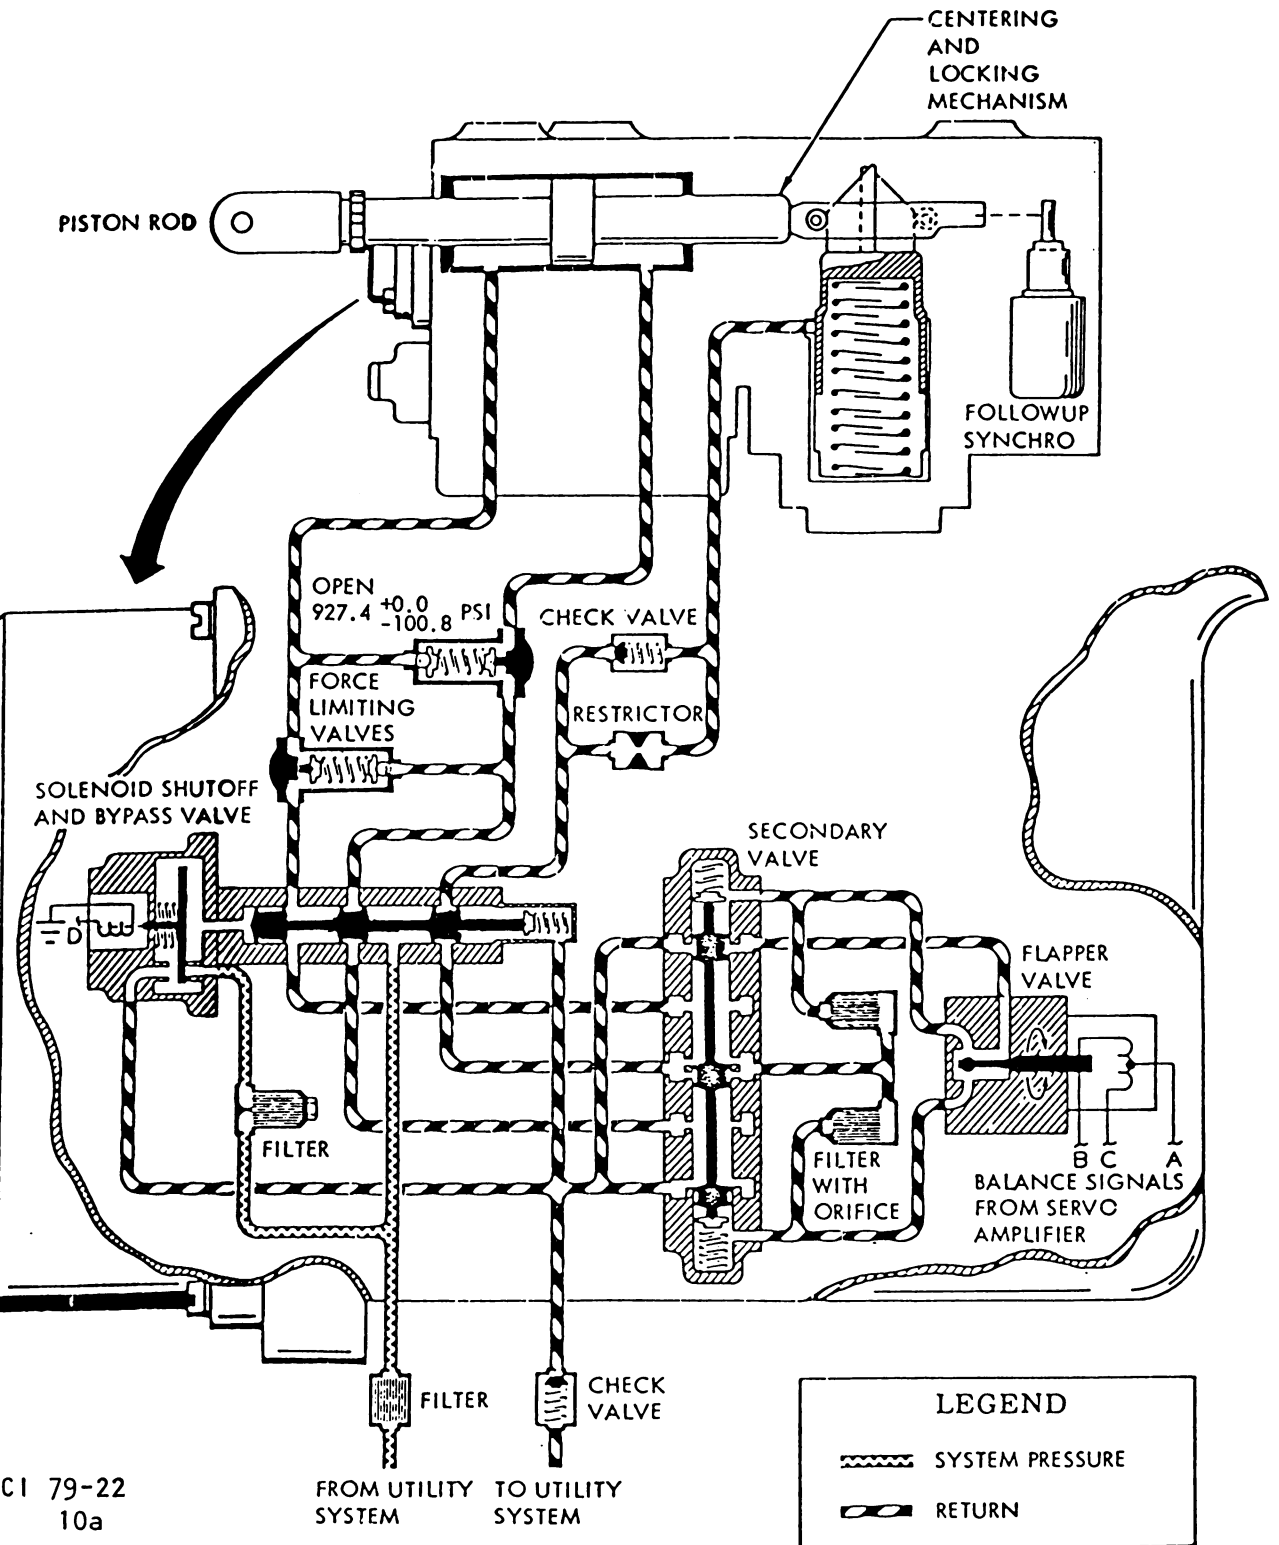 CENTERING
AND
LOCKING
MECHANISM
PISTON ROD
FOLLOWUP
SYNCHRO
OPEN
927.4 +0.0 -100.8 PSI
CHECK VALVE
FORCE
LIMITING
VALVES
RESTRICTOR
SOLENOID SHUTOFF
AND BYPASS VALVE
SECONDARY
VALVE
D
FLAPPER
VALVE
FILTER
FILTER
WITH
ORIFICE
B C A
BALANCE SIGNALS
FROM SERVO
AMPLIFIER
FILTER
CHECK
VALVE
FROM UTILITY
SYSTEM
TO UTILITY
SYSTEM
LEGEND
SYSTEM PRESSURE
RETURN
CI 79-22
10a